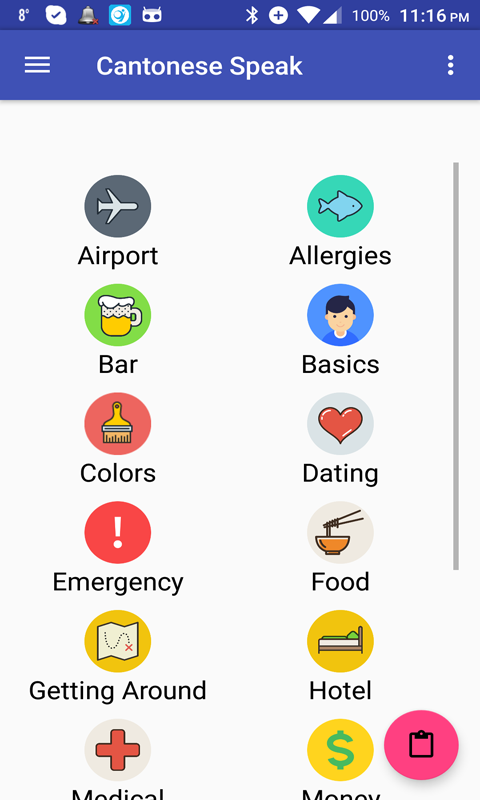 8° 100% 11:16 PM
Cantonese Speak
Airport Allergies
Bar Basics
Colors Dating
Emergency Food
Getting Around Hotel
Medical Money